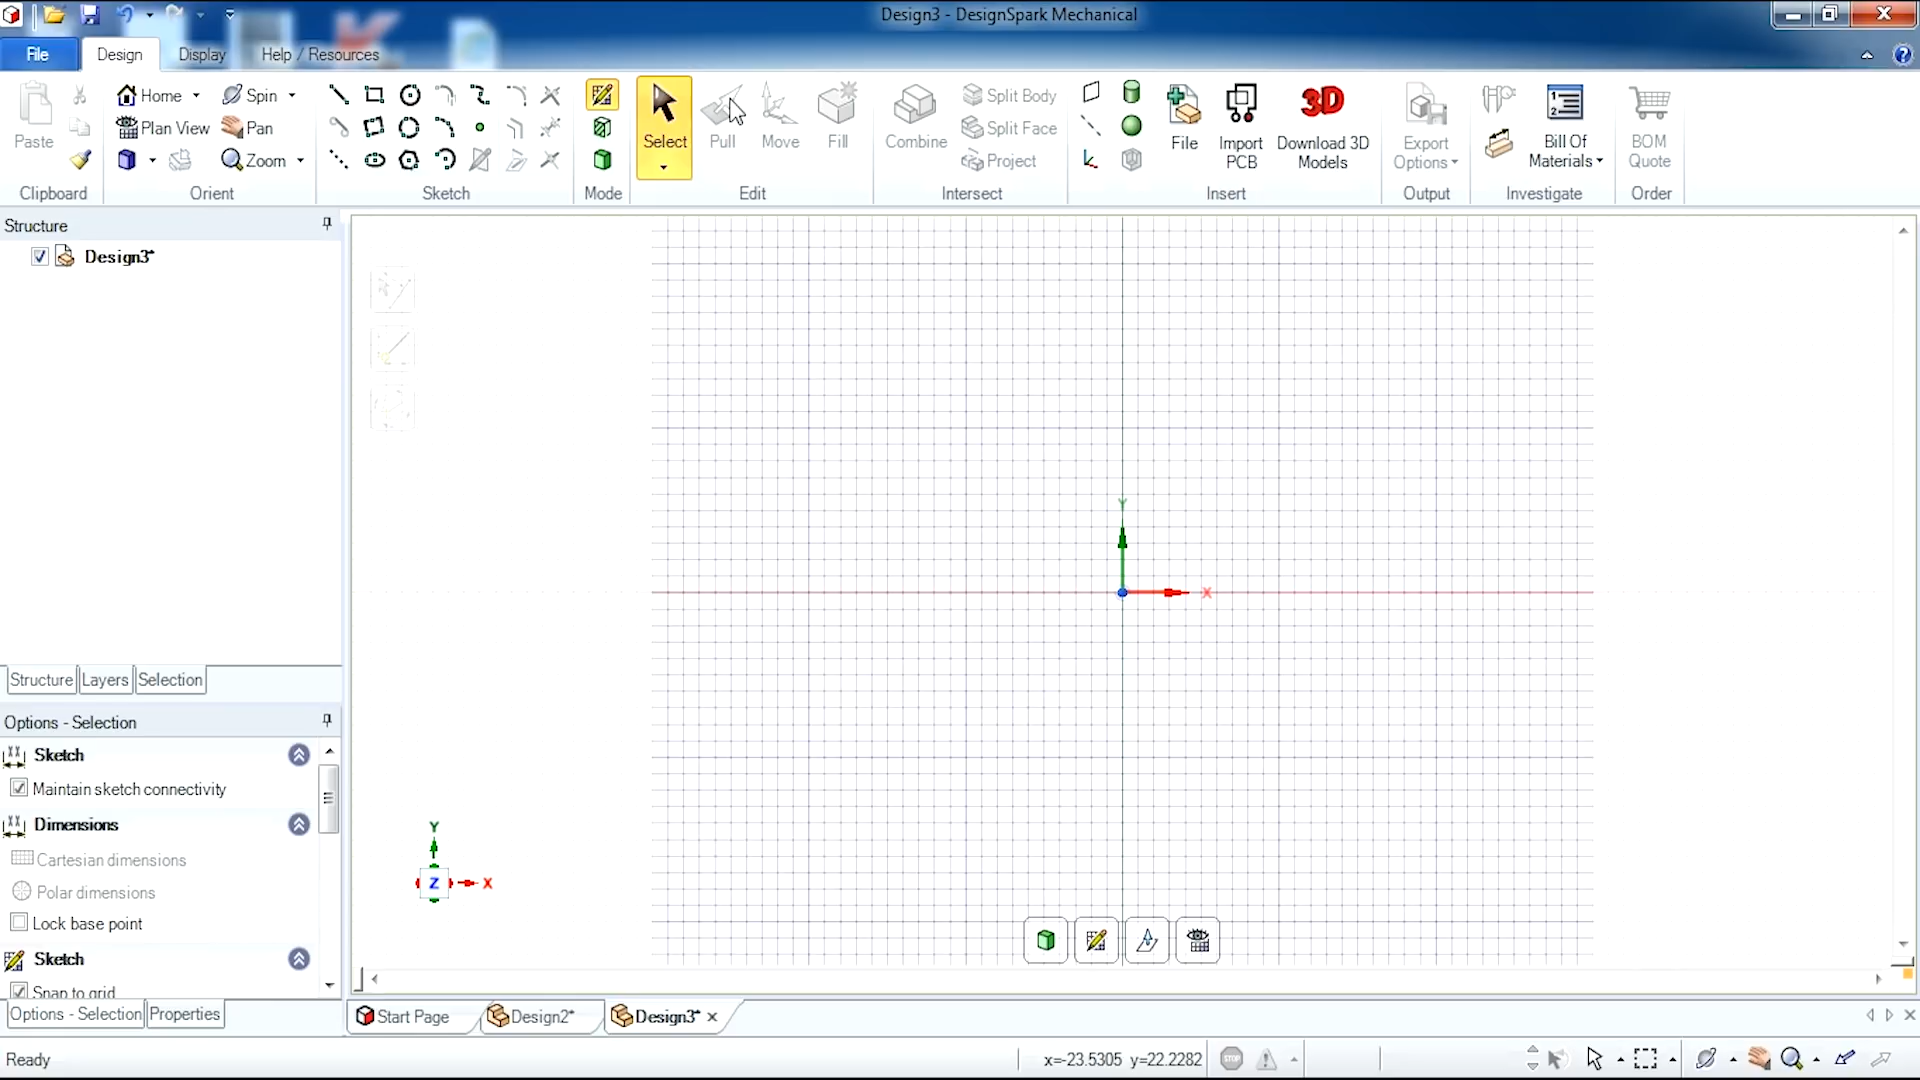 Design3 - DesignSpark Mechanical
File Design Display Help / Resources
Paste
Clipboard
Home Spin
Plan View Pan
Zoom
Orient
Sketch
Mode
Select Pull Move Fill
Edit
Combine
Split Body
Split Face
Project
Intersect
File
Import PCB
3D
Download 3D Models
Insert
Export Options
Output
Bill Of Materials
Investigate
BOM Quote
Order
Structure
Design3*
Structure Layers Selection
Options - Selection
Sketch
Maintain sketch connectivity
Dimensions
Cartesian dimensions
Polar dimensions
Lock base point
Sketch
Snap to grid
Options - Selection Properties
Y
X
Y
Z X
Start Page Design2* Design3*
Ready
x=-23.5305 y=22.2282
STOP